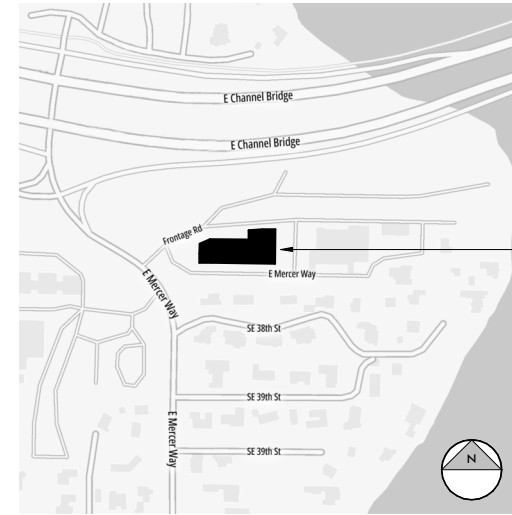 E Channel Bridge
E Channel Bridge
Frontage Rd
E Mercer Way
E Mercer Way
SE 38th St
SE 39th St
E Mercer Way
SE 39th St
N